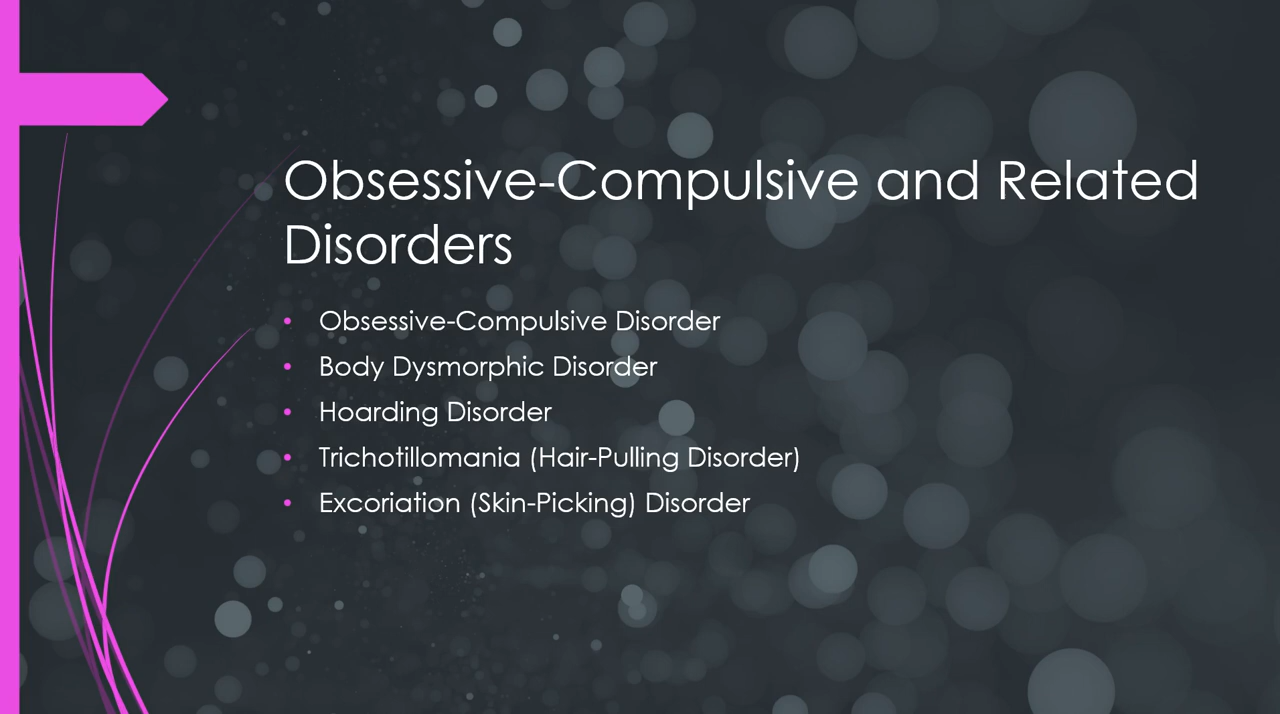 Obsessive-Compulsive and Related
Disorders
• Obsessive-Compulsive Disorder
• Body Dysmorphic Disorder
• Hoarding Disorder
• Trichotillomania (Hair-Pulling Disorder)
• Excoriation (Skin-Picking) Disorder